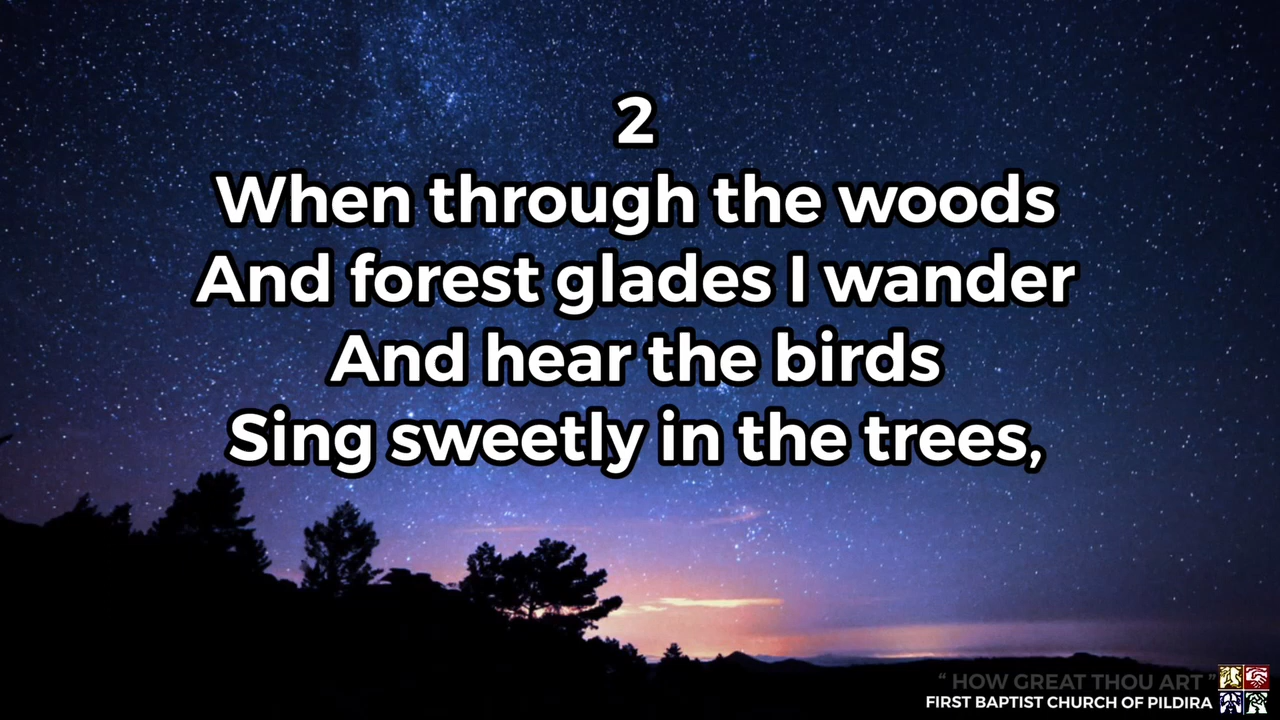 2
When through the woods
And forest glades I wander
And hear the birds
Sing sweetly in the trees,
“ HOW GREAT THOU ART ”
FIRST BAPTIST CHURCH OF PILDIRA